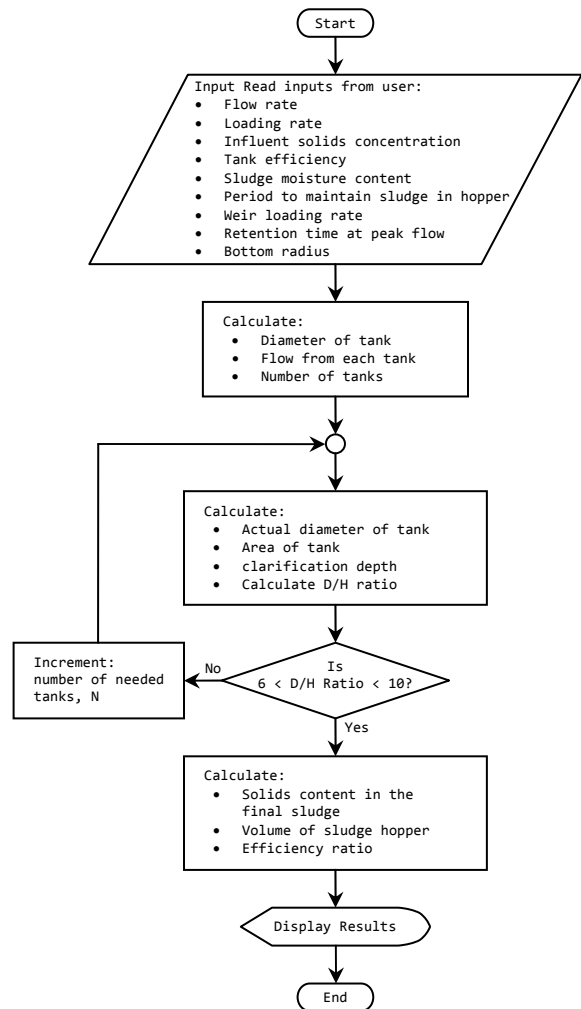 Start
Input Read inputs from user:
• Flow rate
• Loading rate
• Influent solids concentration
• Tank efficiency
• Sludge moisture content
• Period to maintain sludge in hopper
• Weir loading rate
• Retention time at peak flow
• Bottom radius
Calculate:
• Diameter of tank
• Flow from each tank
• Number of tanks
Calculate:
• Actual diameter of tank
• Area of tank
• clarification depth
• Calculate D/H ratio
Is
6 < D/H Ratio < 10?
No
Increment:
number of needed
tanks, N
Yes
Calculate:
• Solids content in the
final sludge
• Volume of sludge hopper
• Efficiency ratio
Display Results
End